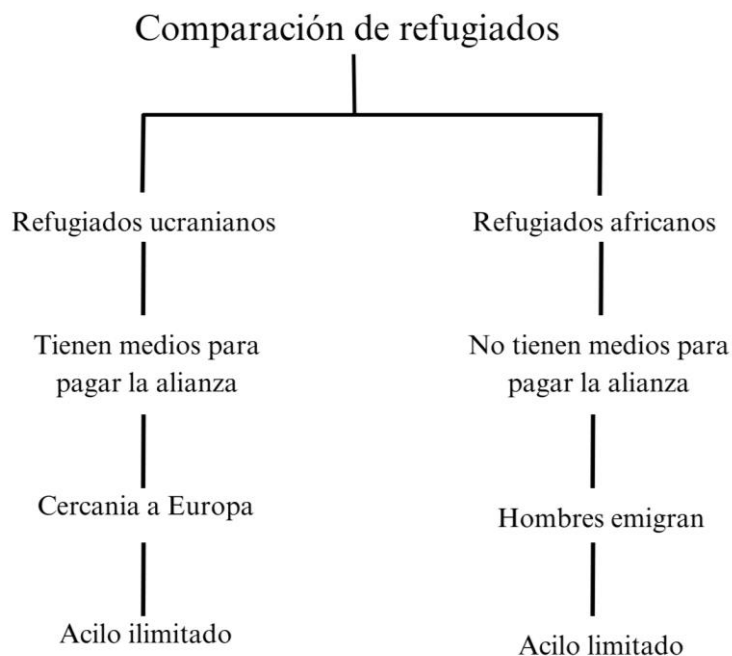 Comparación de refugiados
Refugiados ucranianos
Tienen medios para
pagar la alianza
Cercania a Europa
Acilo ilimitado
Refugiados africanos
No tienen medios para
pagar la alianza
Hombres emigran
Acilo limitado